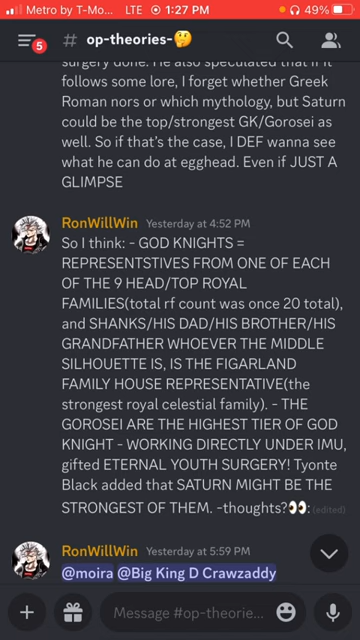 Metro by T-Mo... LTE 1:27 PM 49%
5 # op-theories-🤔
surgery done. He also speculated that if it
follows some lore, I forget whether Greek
Roman nors or which mythology, but Saturn
could be the top/strongest GK/Gorosei as
well. So if that's the case, I DEF wanna see
what he can do at egghead. Even if JUST A
GLIMPSE
RonWillWin Yesterday at 4:52 PM
So I think: - GOD KNIGHTS =
REPRESENTSTIVES FROM ONE OF EACH
OF THE 9 HEAD/TOP ROYAL
FAMILIES(total rf count was once 20 total),
and SHANKS/HIS DAD/HIS BROTHER/HIS
GRANDFATHER WHOEVER THE MIDDLE
SILHOUETTE IS, IS THE FIGARLAND
FAMILY HOUSE REPRESENTATIVE(the
strongest royal celestial family). - THE
GOROSEI ARE THE HIGHEST TIER OF GOD
KNIGHT - WORKING DIRECTLY UNDER IMU,
gifted ETERNAL YOUTH SURGERY! Tyonte
Black added that SATURN MIGHT BE THE
STRONGEST OF THEM. -thoughts?👀: (edited)
RonWillWin Yesterday at 5:59 PM
@moira @Big King D Crawzaddy
Message #op-theorie...